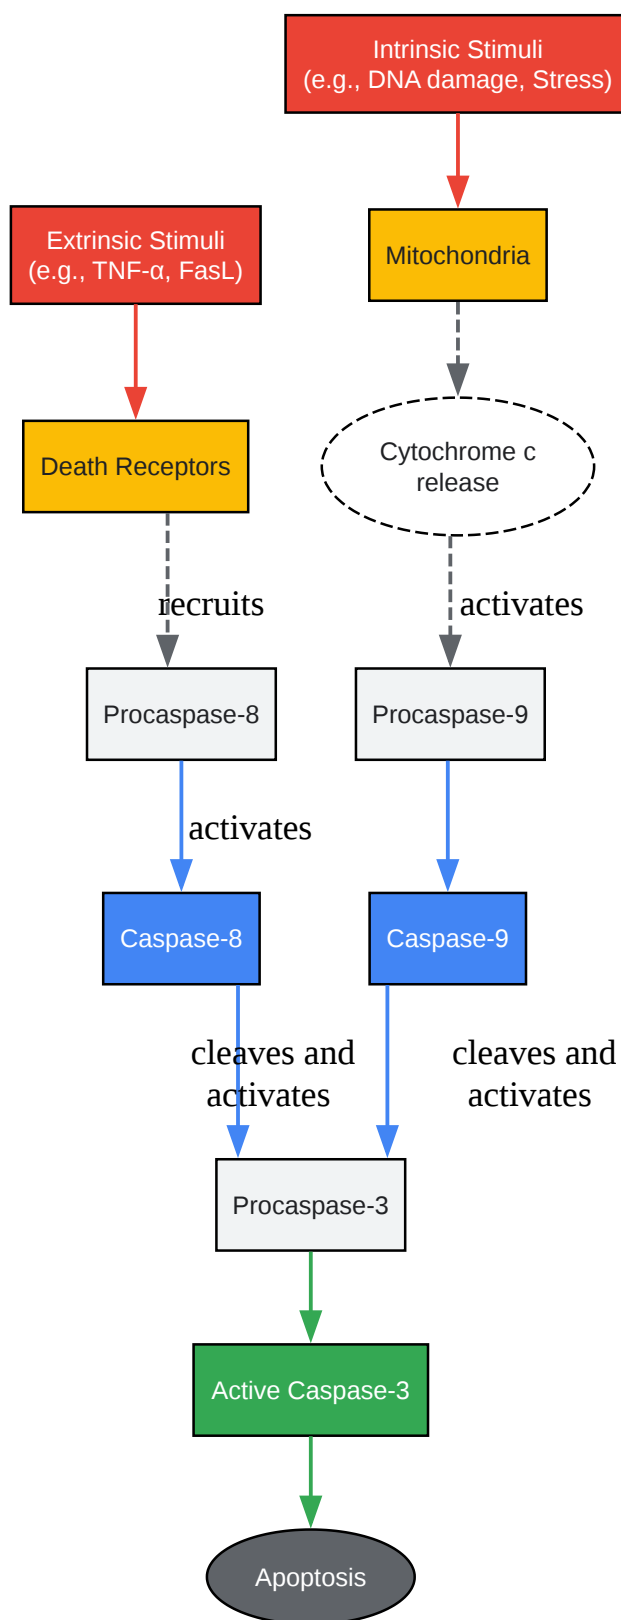 Intrinsic Stimuli
(e.g., DNA damage, Stress)
Extrinsic Stimuli
(e.g., TNF-α, FasL)
Mitochondria
Death Receptors
Cytochrome c
release
recruits
activates
Procaspase-8
Procaspase-9
activates
Caspase-8
Caspase-9
cleaves and
activates
cleaves and
activates
Procaspase-3
Active Caspase-3
Apoptosis